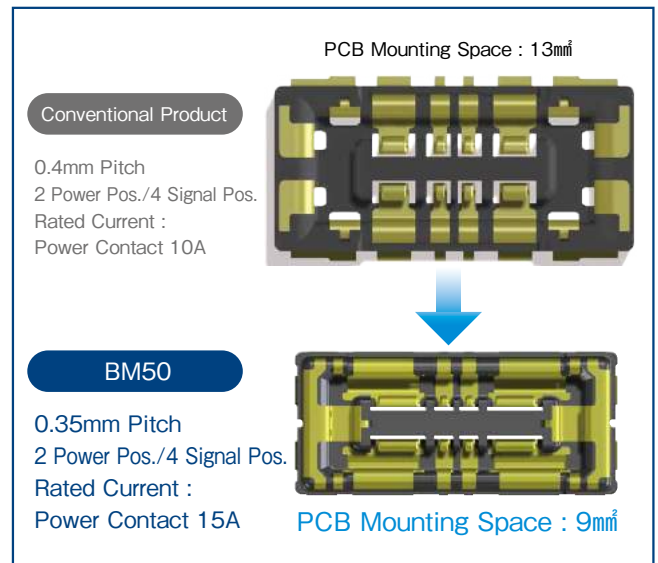 PCB Mounting Space : 13㎟
Conventional Product
0.4mm Pitch
2 Power Pos./4 Signal Pos.
Rated Current :
Power Contact 10A
BM50
0.35mm Pitch
2 Power Pos./4 Signal Pos.
Rated Current :
Power Contact 15A
PCB Mounting Space : 9㎟